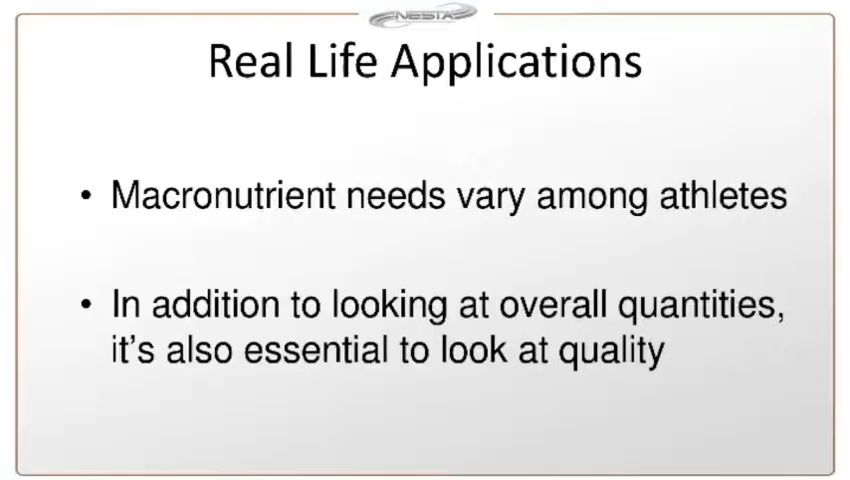 NESTA
Real Life Applications
• Macronutrient needs vary among athletes
• In addition to looking at overall quantities,
it's also essential to look at quality